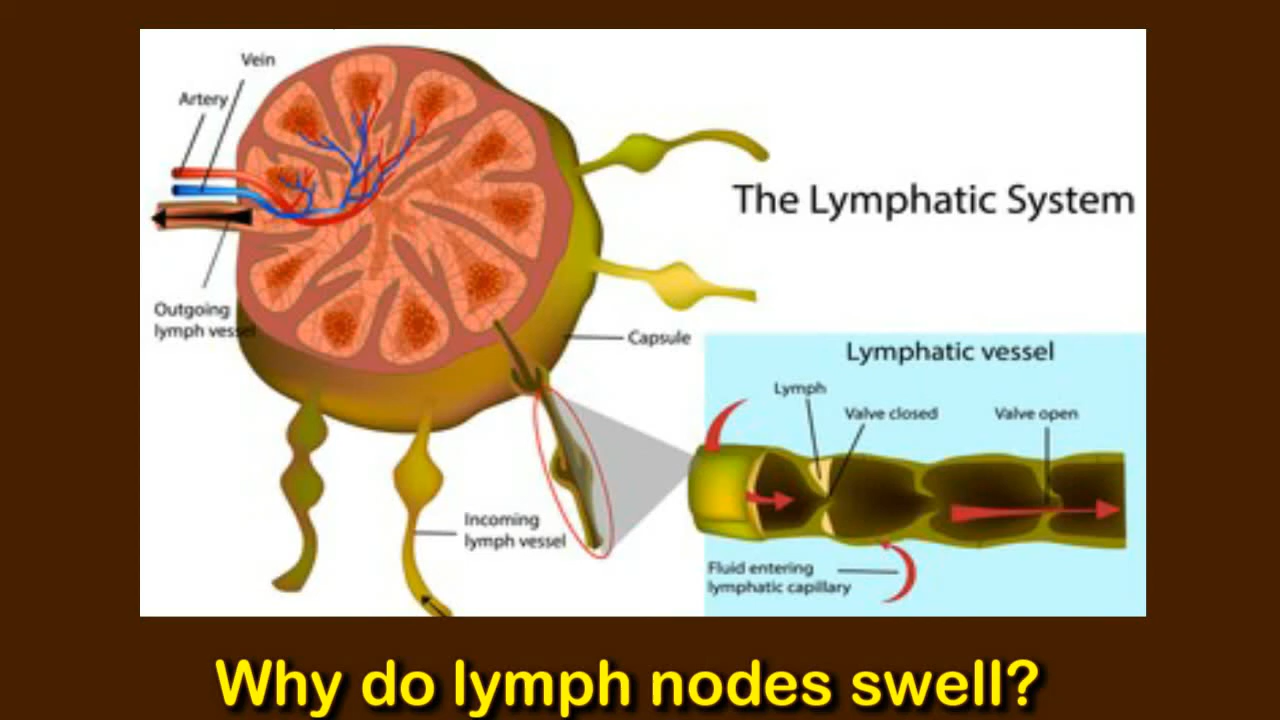 Vein
Artery
The Lymphatic System
Outgoing
lymph vessel
Capsule
Lymphatic vessel
Lymph
Valve closed
Valve open
Incoming
lymph vessel
Fluid entering
lymphatic capillary
Why do lymph nodes swell?